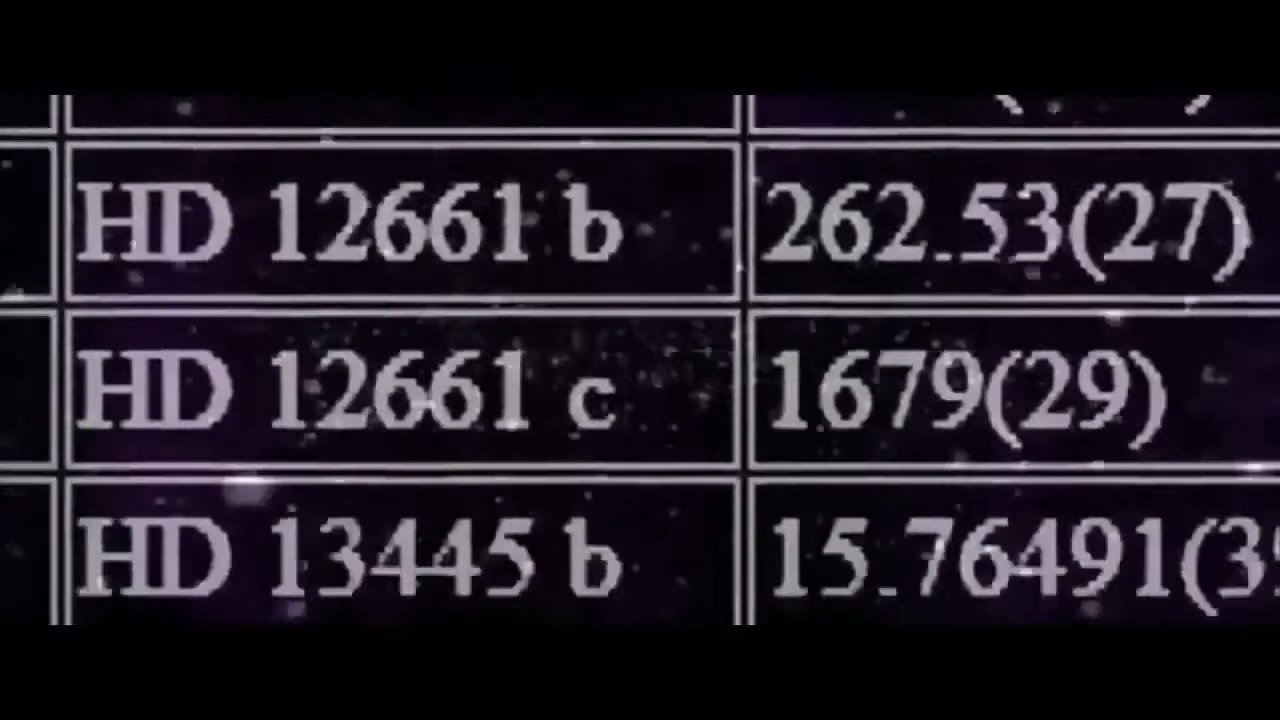 HD 12661 b 262.53(27)
HD 12661 c 1679(29)
HD 13445 b 15.76491(3